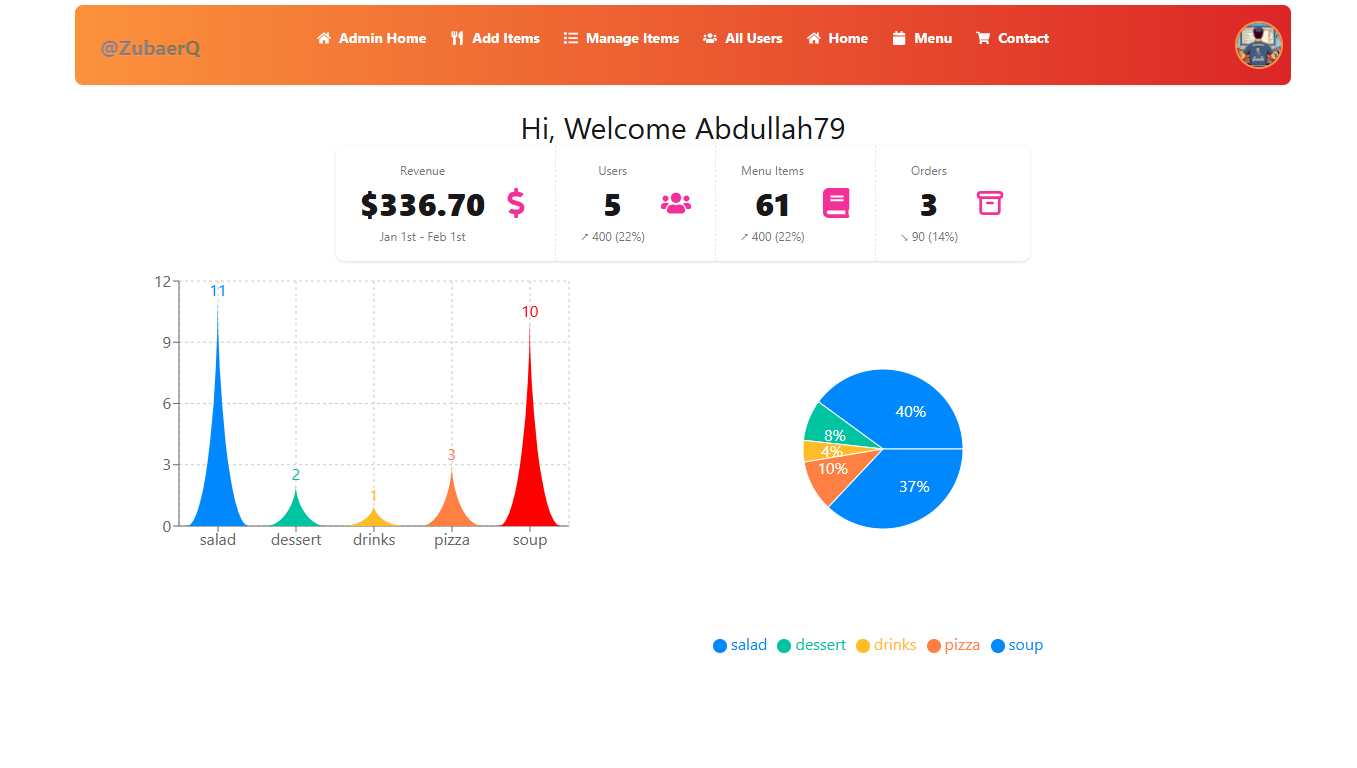 @ZubaerQ
Admin Home Add Items Manage Items All Users Home Menu Contact
Hi, Welcome Abdullah79
Revenue Users Menu Items Orders
$336.70 5 61 3
Jan 1st - Feb 1st ↗︎ 400 (22%) ↗︎ 400 (22%) ↘︎ 90 (14%)
12
9
6
3
0
11
2
1
3
10
salad dessert drinks pizza soup
40%
8%
4%
10%
37%
salad dessert drinks pizza soup